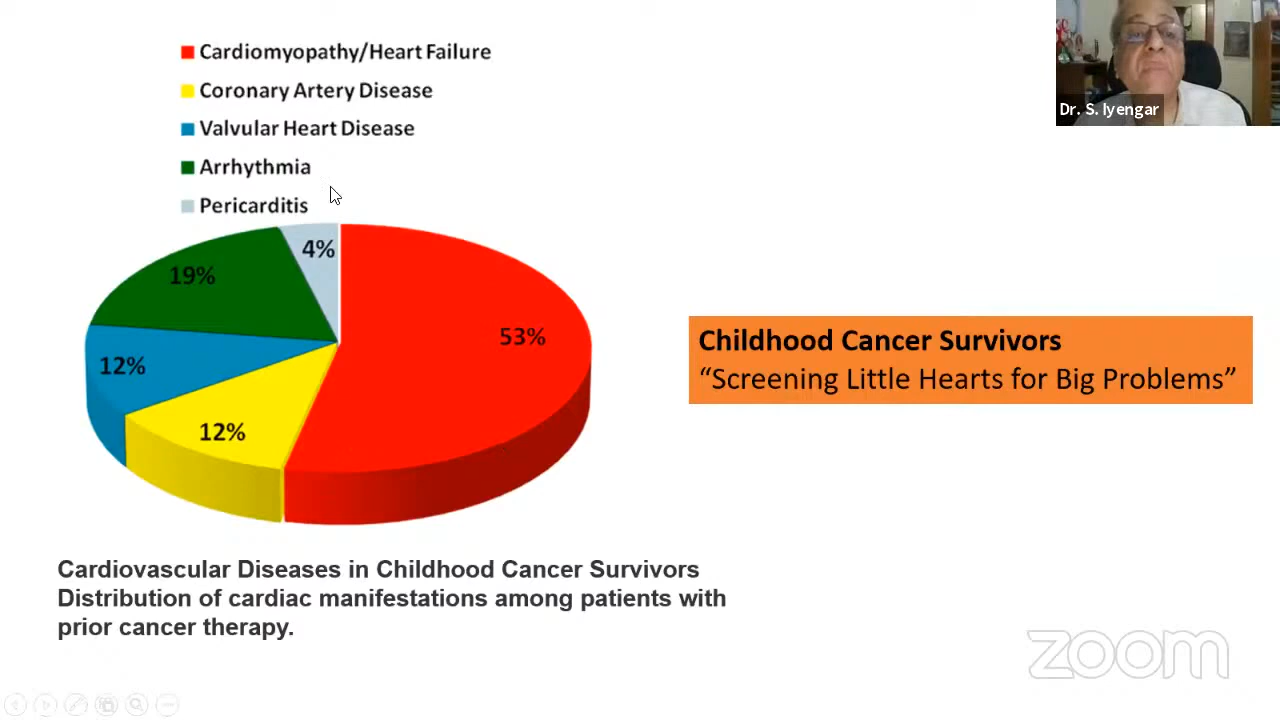 Cardiomyopathy/Heart Failure
Coronary Artery Disease
Valvular Heart Disease
Arrhythmia
Pericarditis
4%
19%
53%
12%
12%
Cardiovascular Diseases in Childhood Cancer Survivors
Distribution of cardiac manifestations among patients with
prior cancer therapy.
Dr. S. Iyengar
Childhood Cancer Survivors
“Screening Little Hearts for Big Problems”
zoom